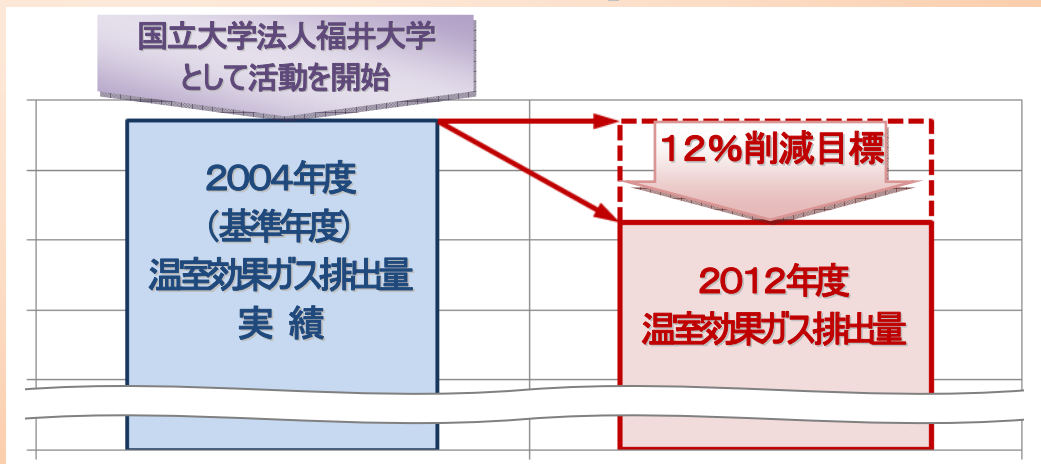 国立大学法人福井大学
として活動を開始
2004年度
（基準年度）
温室効果ガス排出量
実 績
12%削減目標
2012年度
温室効果ガス排出量